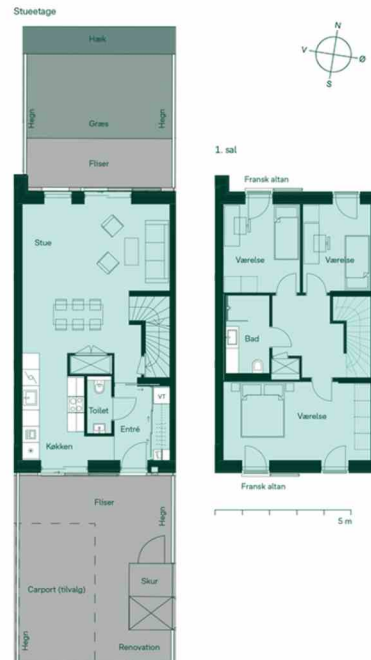 Stueetage
N
V
Ø
S
Hæk
Hegn
Hegn
Græs
Fliser
Stue
Toilet
VT
Entré
Køkken
Fliser
Hegn
Carport (tilvalg)
Skur
Hegn
Renovation
1. sal
Fransk altan
Værelse
Værelse
Bad
Værelse
Fransk altan
5 m